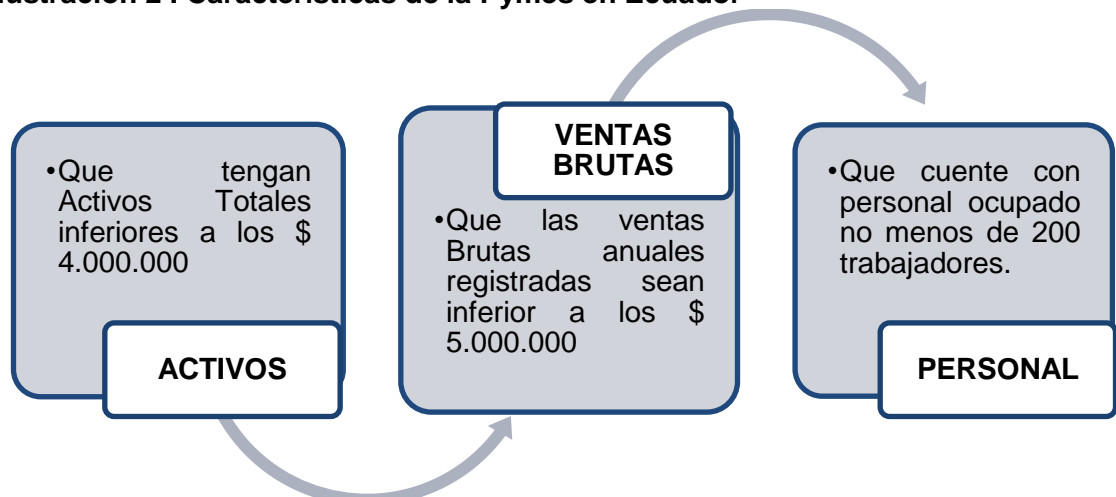 •Que tengan
Activos Totales
inferiores a los $
4.000.000
ACTIVOS
VENTAS
BRUTAS
•Que las ventas
Brutas anuales
registradas sean
inferior a los $
5.000.000
•Que cuente con
personal ocupado
no menos de 200
trabajadores.
PERSONAL